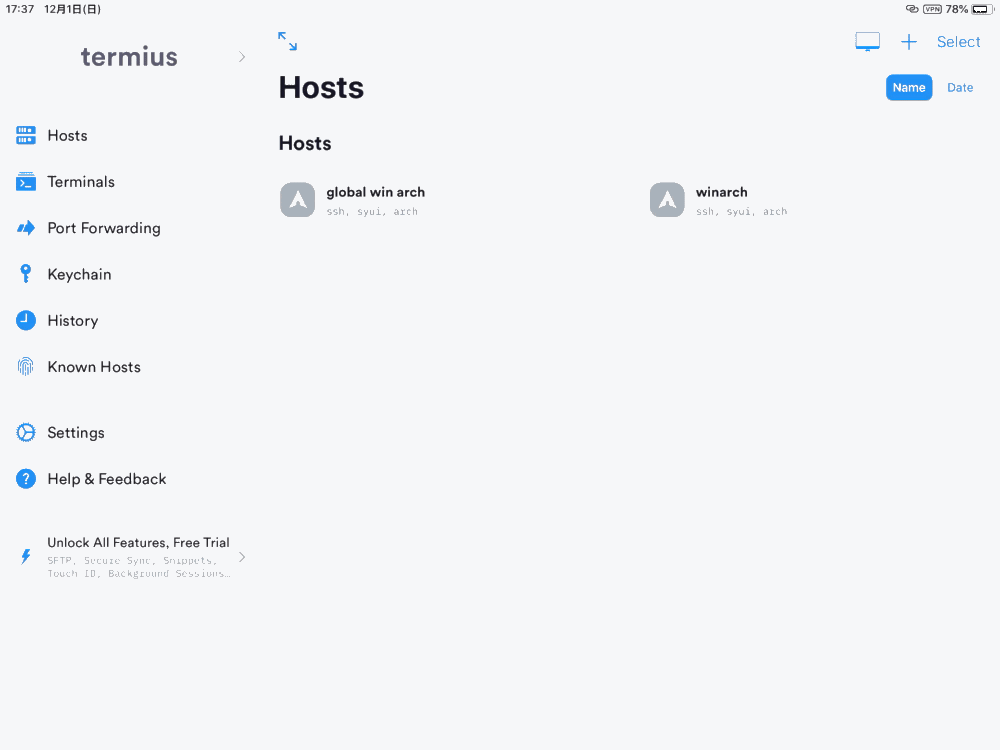 17:37 12月1日(日)
VPN 78%
termius
Select
Hosts
Name
Date
Hosts
Hosts
Terminals
global win arch
ssh, syui, arch
winarch
ssh, syui, arch
Port Forwarding
Keychain
History
Known Hosts
Settings
Help & Feedback
Unlock All Features, Free Trial
SFTP, Secure Sync, Snippets,
Touch ID, Background Sessions…